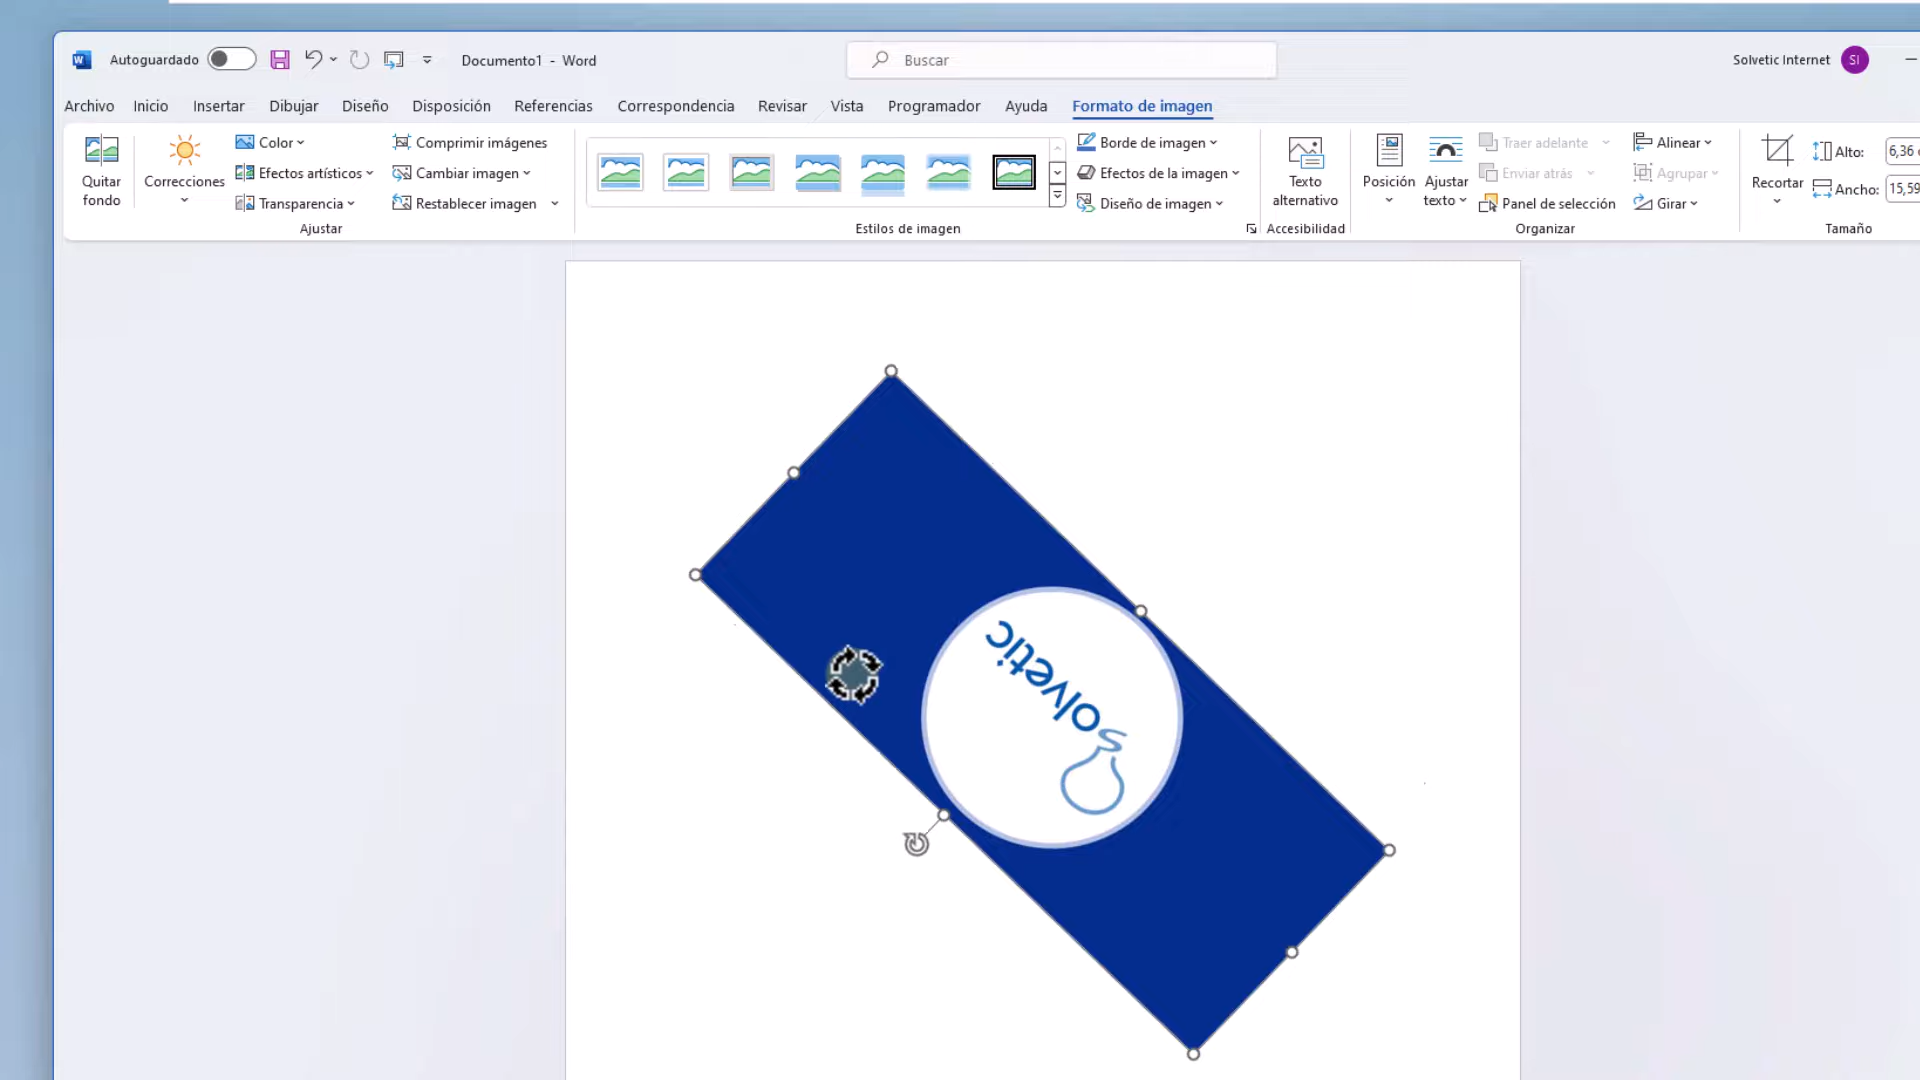 Autoguardado
Documento1 - Word
Buscar
Solvetic Internet
SI
Archivo Inicio Insertar Dibujar Diseño Disposición Referencias Correspondencia Revisar Vista Programador Ayuda Formato de imagen
Quitar fondo
Correcciones
Color
Efectos artísticos
Transparencia
Comprimir imágenes
Cambiar imagen
Restablecer imagen
Ajustar
Borde de imagen
Efectos de la imagen
Diseño de imagen
Estilos de imagen
Texto alternativo
Accesibilidad
Posición
Ajustar texto
Traer adelante
Enviar atrás
Panel de selección
Alinear
Agrupar
Girar
Organizar
Recortar
Alto: 6,36
Ancho: 15,59
Tamaño
Solvetic